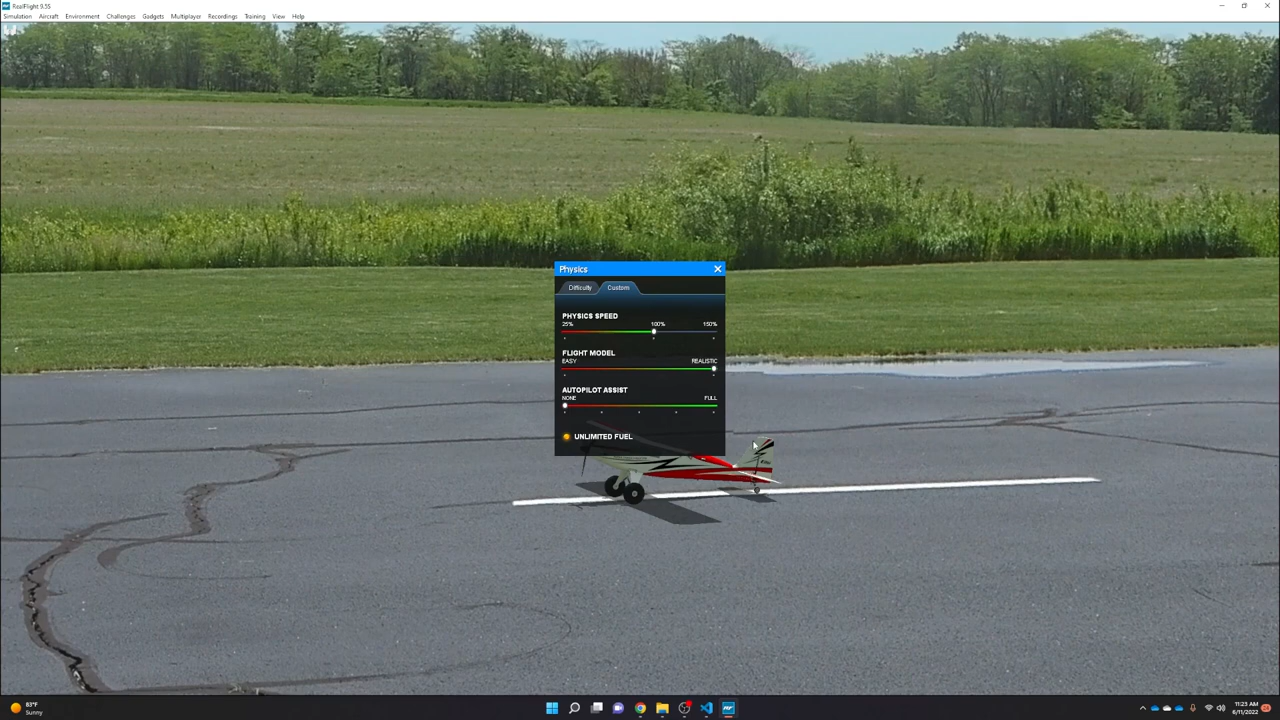 RealFlight 9.5S
Simulation Aircraft Environment Challenges Gadgets Multiplayer Recordings Training View Help
Physics
Difficulty Custom
PHYSICS SPEED
25% 100% 150%
FLIGHT MODEL
EASY REALISTIC
AUTOPILOT ASSIST
NONE FULL
UNLIMITED FUEL
83°F
Sunny
11:23 AM
6/11/2022